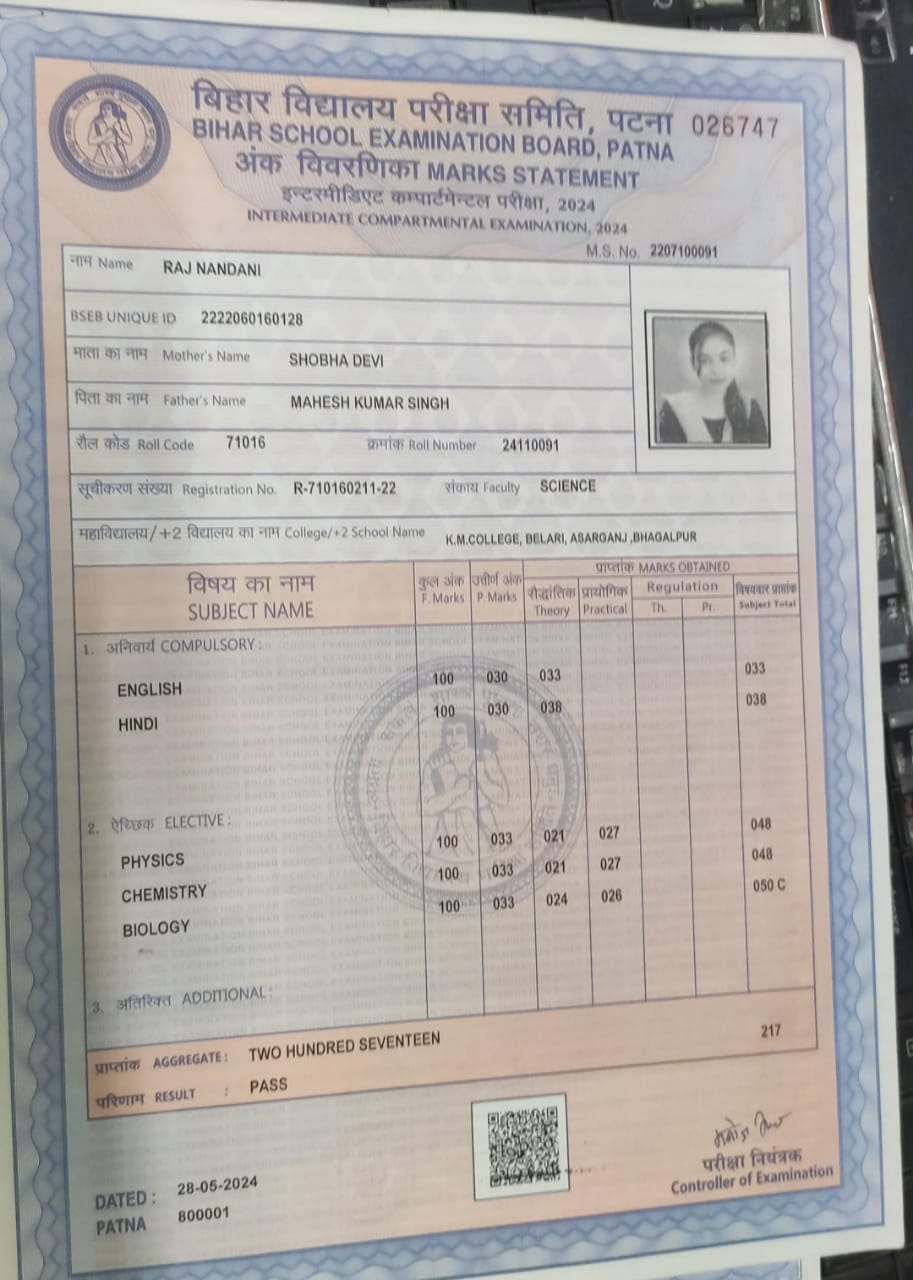 बिहार विद्यालय परीक्षा समिति, पटना 026747
BIHAR SCHOOL EXAMINATION BOARD, PATNA
अंक विवरणिका MARKS STATEMENT
इन्टरमीडिएट कम्पार्टमेन्टल परीक्षा, 2024
INTERMEDIATE COMPARTMENTAL EXAMINATION, 2024
M.S. No. 2207100091
नाम Name RAJ NANDANI
BSEB UNIQUE ID 2222060160128
माता का नाम Mother's Name SHOBHA DEVI
पिता का नाम Father's Name MAHESH KUMAR SINGH
रौल कोड Roll Code 71016 क्रमांक Roll Number 24110091
सूचीकरण संख्या Registration No. R-710160211-22 संकाय Faculty SCIENCE
महाविद्यालय/+2 विद्यालय का नाम College/+2 School Name K.M.COLLEGE, BELARI, ASARGANJ ,BHAGALPUR
विषय का नाम SUBJECT NAME
कुल अंक F. Marks
उत्तीर्ण अंक P. Marks
प्राप्तांक MARKS OBTAINED
सैद्धांतिक Theory
प्रायोगिक Practical
Regulation
Th. Pr.
विषयवार प्राप्तांक Subject Total
1. अनिवार्य COMPULSORY:
ENGLISH 100 030 033 033
HINDI 100 030 038 038
2. ऐच्छिक ELECTIVE:
PHYSICS 100 033 021 027 048
CHEMISTRY 100 033 021 027 048
BIOLOGY 100 033 024 026 050 C
3. अतिरिक्त ADDITIONAL:
प्राप्तांक AGGREGATE: TWO HUNDRED SEVENTEEN 217
परिणाम RESULT : PASS
DATED : 28-05-2024
PATNA 800001
परीक्षा नियंत्रक
Controller of Examination